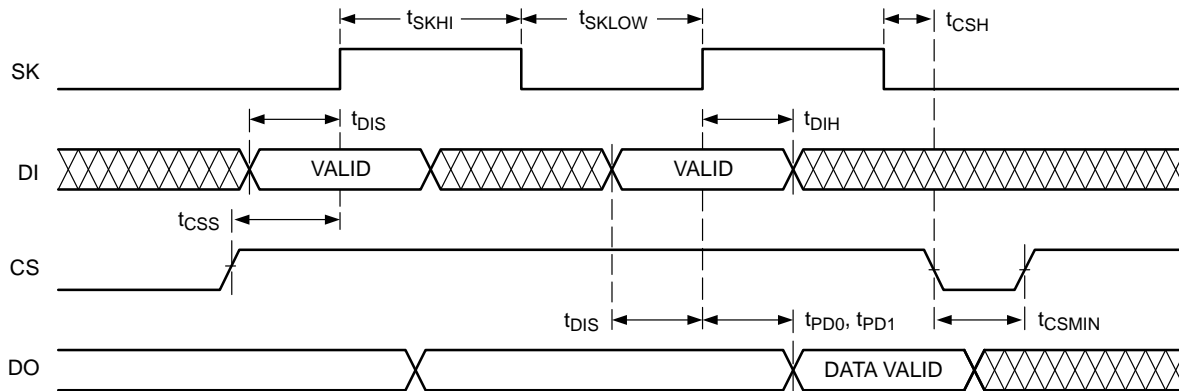 tSKHI tSKLOW tCSH
SK
tDIS tDIH
DI VALID VALID
tCSS
CS
tDIS tPD0, tPD1 tCSMIN
DO DATA VALID